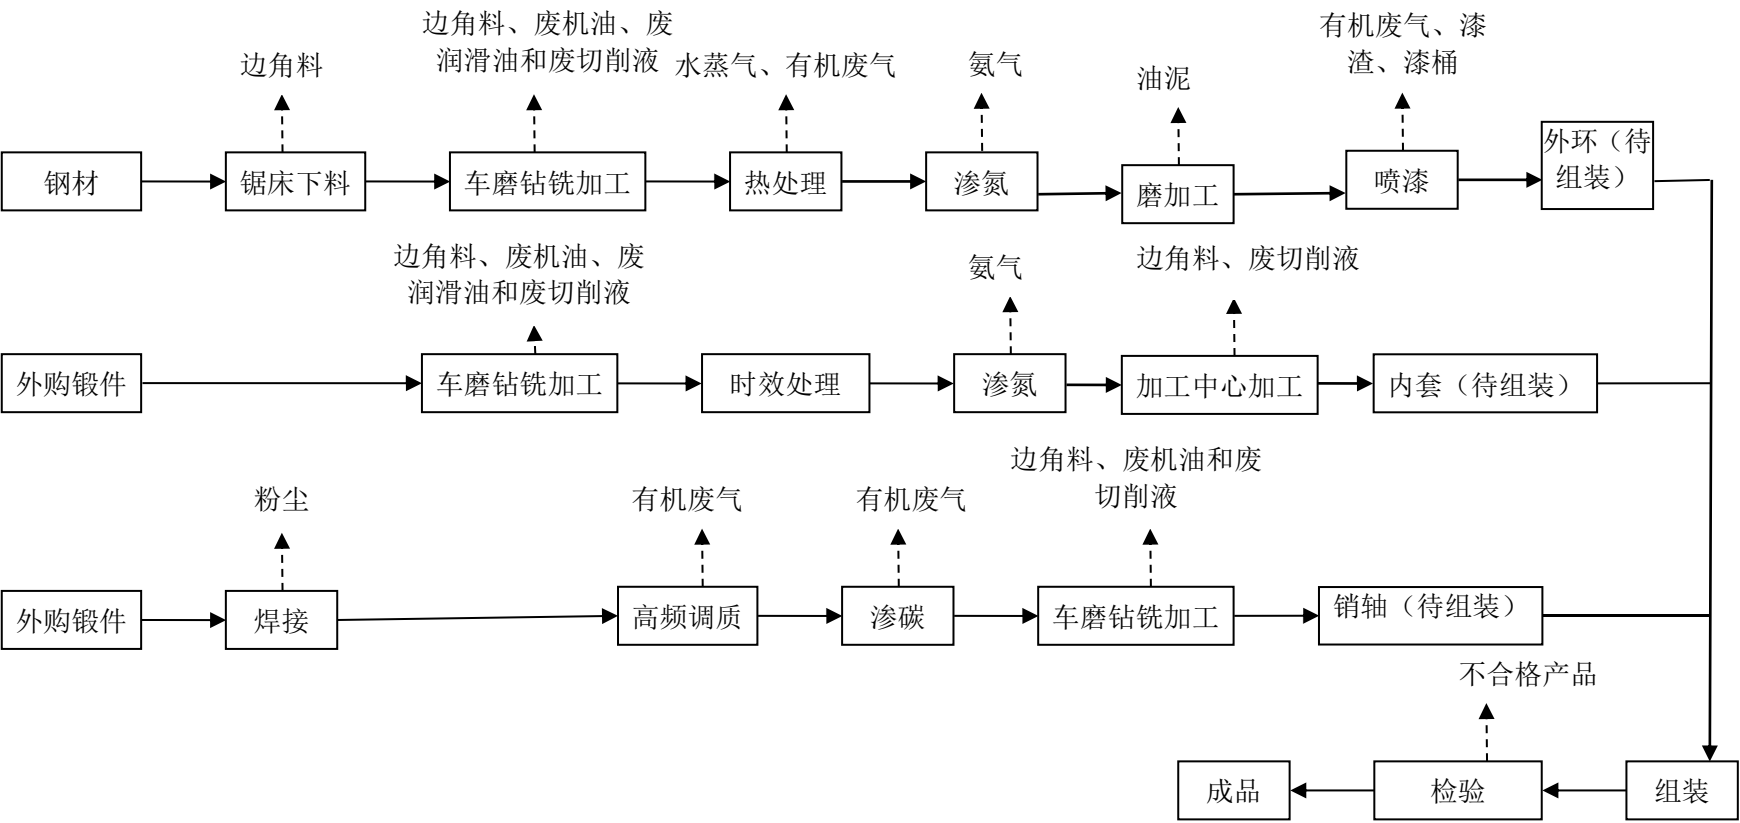 边角料
边角料、废机油、废
润滑油和废切削液
水蒸气、有机废气
氨气
油泥
有机废气、漆
渣、漆桶
钢材
锯床下料
车磨钻铣加工
热处理
渗氮
磨加工
喷漆
外环（待
组装）
边角料、废机油、废
润滑油和废切削液
氨气
边角料、废切削液
外购锻件
车磨钻铣加工
时效处理
渗氮
加工中心加工
内套（待组装）
粉尘
有机废气
有机废气
边角料、废机油和废
切削液
外购锻件
焊接
高频调质
渗碳
车磨钻铣加工
销轴（待组装）
不合格产品
成品
检验
组装